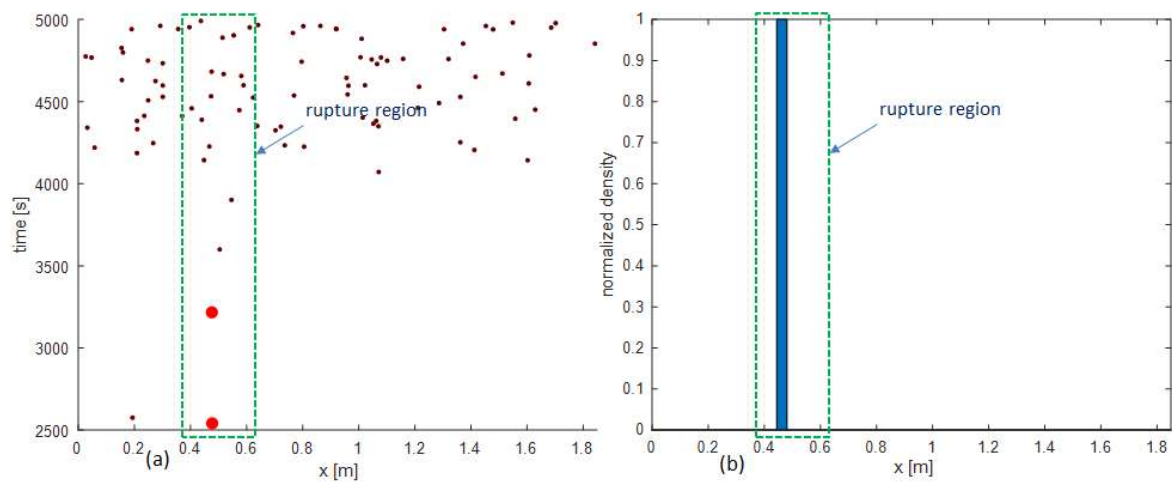 5000
4500
4000
3500
3000
2500
time [s]
rupture region
0 0.2 0.4 0.6 0.8 1 1.2 1.4 1.6 1.8
(a)
x [m]
1
0.9
0.8
0.7
0.6
0.5
0.4
0.3
0.2
0.1
0
normalized density
rupture region
0 0.2 0.4 0.6 0.8 1 1.2 1.4 1.6 1.8
(b)
x [m]